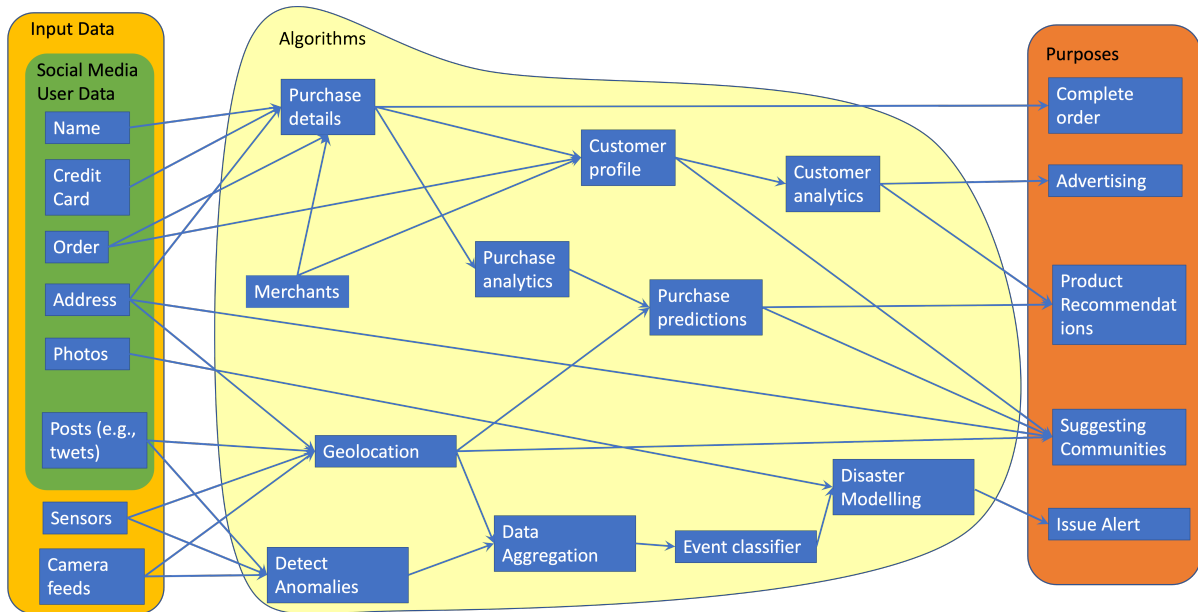 Input Data
Social Media
User Data
Name
Credit
Card
Order
Address
Photos
Posts (e.g.,
twets)
Sensors
Camera
feeds
Algorithms
Purchase
details
Customer
profile
Customer
analytics
Merchants
Purchase
analytics
Purchase
predictions
Geolocation
Disaster
Modelling
Data
Aggregation
Event classifier
Detect
Anomalies
Purposes
Complete
order
Advertising
Product
Recommendat
ions
Suggesting
Communities
Issue Alert